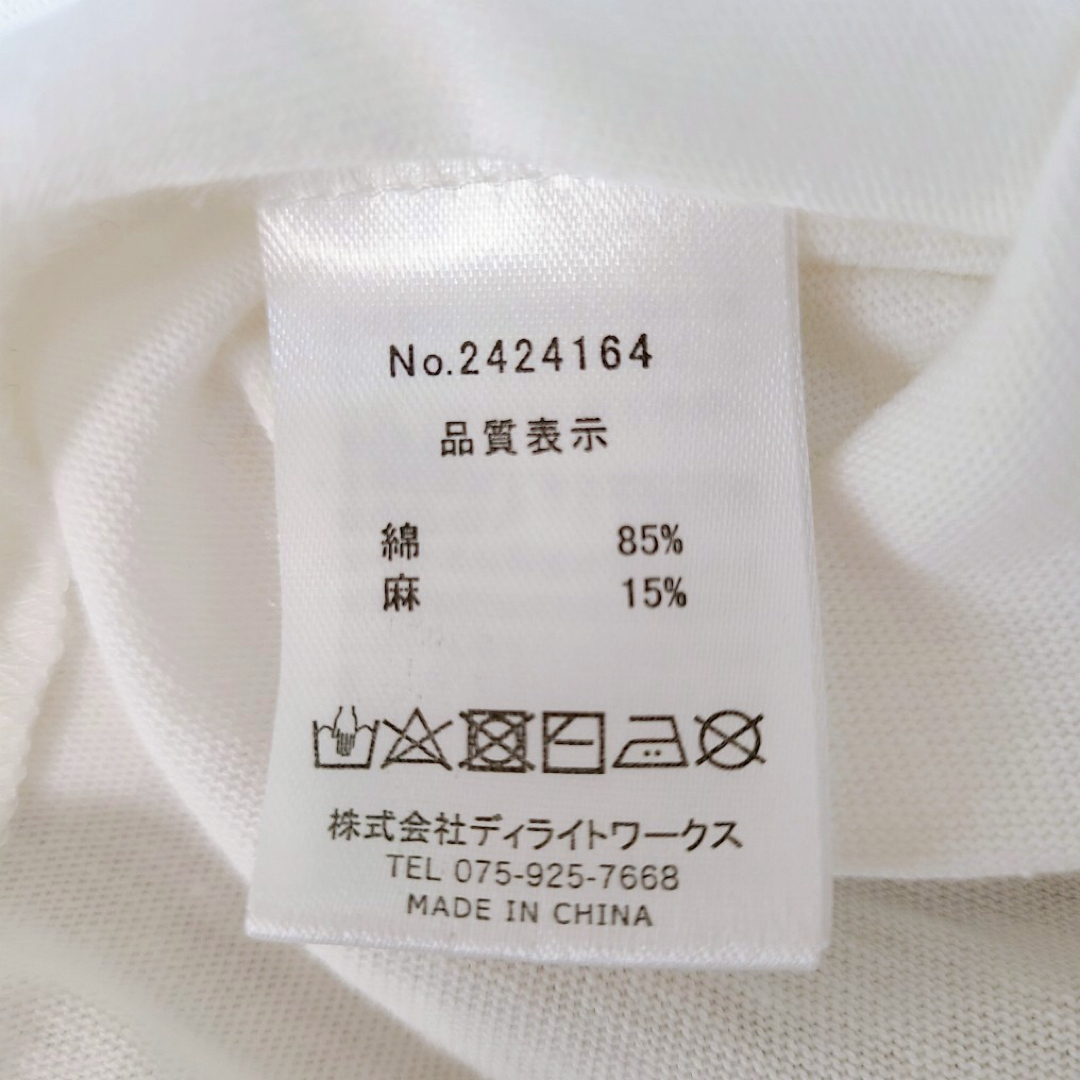 No.2424164
品質表示
綿 85%
麻 15%
株式会社ディライトワークス
TEL 075-925-7668
MADE IN CHINA